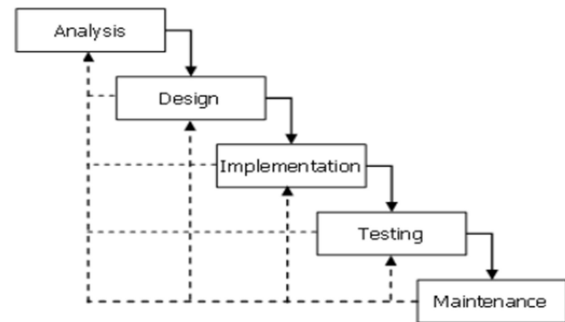 Analysis
Design
Implementation
Testing
Maintenance